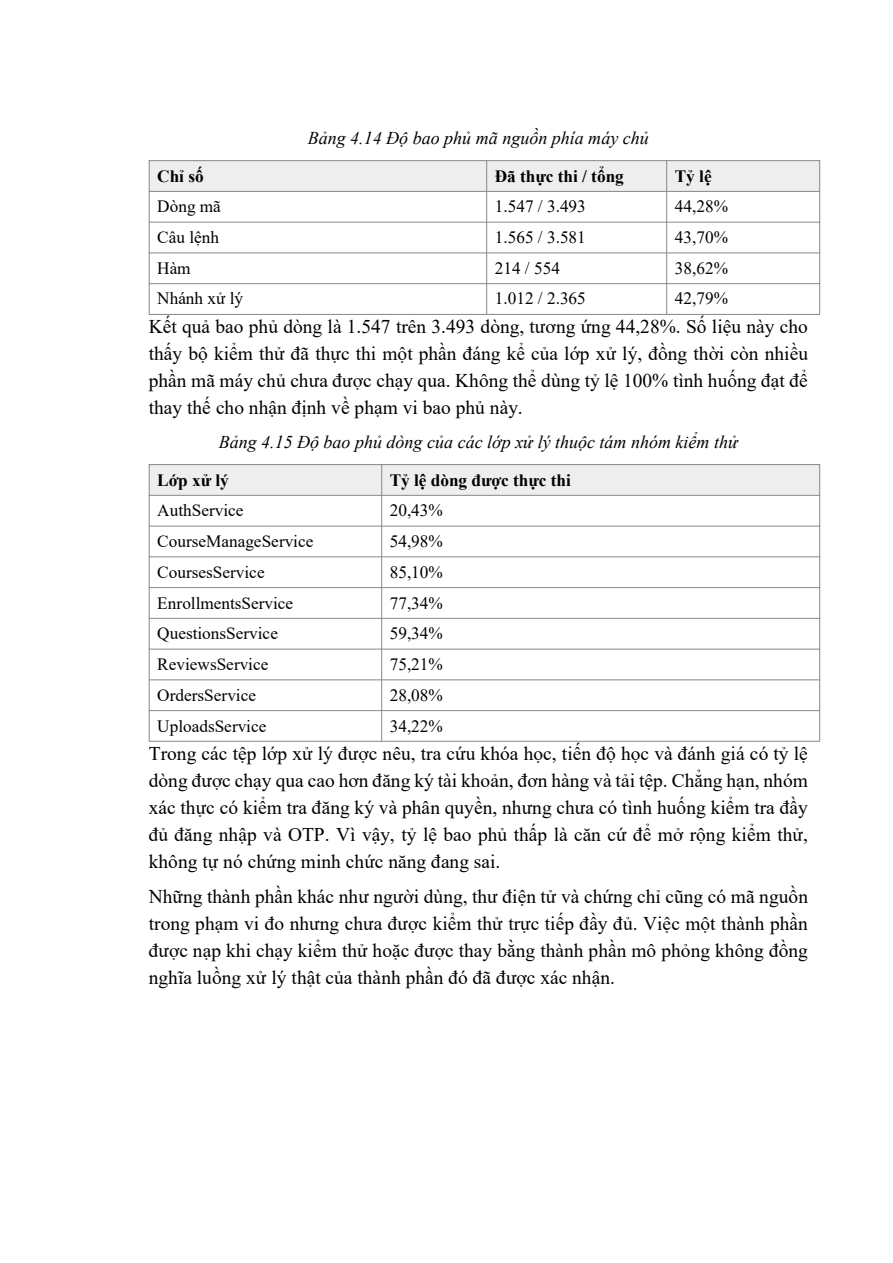 Bảng 4.14 Độ bao phủ mã nguồn phía máy chủ
Chỉ số Đã thực thi / tổng Tỷ lệ
Dòng mã 1.547 / 3.493 44,28%
Câu lệnh 1.565 / 3.581 43,70%
Hàm 214 / 554 38,62%
Nhánh xử lý 1.012 / 2.365 42,79%
Kết quả bao phủ dòng là 1.547 trên 3.493 dòng, tương ứng 44,28%. Số liệu này cho
thấy bộ kiểm thử đã thực thi một phần đáng kể của lớp xử lý, đồng thời còn nhiều
phần mã máy chủ chưa được chạy qua. Không thể dùng tỷ lệ 100% tình huống đạt để
thay thế cho nhận định về phạm vi bao phủ này.
Bảng 4.15 Độ bao phủ dòng của các lớp xử lý thuộc tám nhóm kiểm thử
Lớp xử lý Tỷ lệ dòng được thực thi
AuthService 20,43%
CourseManageService 54,98%
CoursesService 85,10%
EnrollmentsService 77,34%
QuestionsService 59,34%
ReviewsService 75,21%
OrdersService 28,08%
UploadsService 34,22%
Trong các tệp lớp xử lý được nêu, tra cứu khóa học, tiến độ học và đánh giá có tỷ lệ
dòng được chạy qua cao hơn đăng ký tài khoản, đơn hàng và tải tệp. Chẳng hạn, nhóm
xác thực có kiểm tra đăng ký và phân quyền, nhưng chưa có tình huống kiểm tra đầy
đủ đăng nhập và OTP. Vì vậy, tỷ lệ bao phủ thấp là căn cứ để mở rộng kiểm thử,
không tự nó chứng minh chức năng đang sai.
Những thành phần khác như người dùng, thư điện tử và chứng chỉ cũng có mã nguồn
trong phạm vi đo nhưng chưa được kiểm thử trực tiếp đầy đủ. Việc một thành phần
được nạp khi chạy kiểm thử hoặc được thay bằng thành phần mô phỏng không đồng
nghĩa luồng xử lý thật của thành phần đó đã được xác nhận.